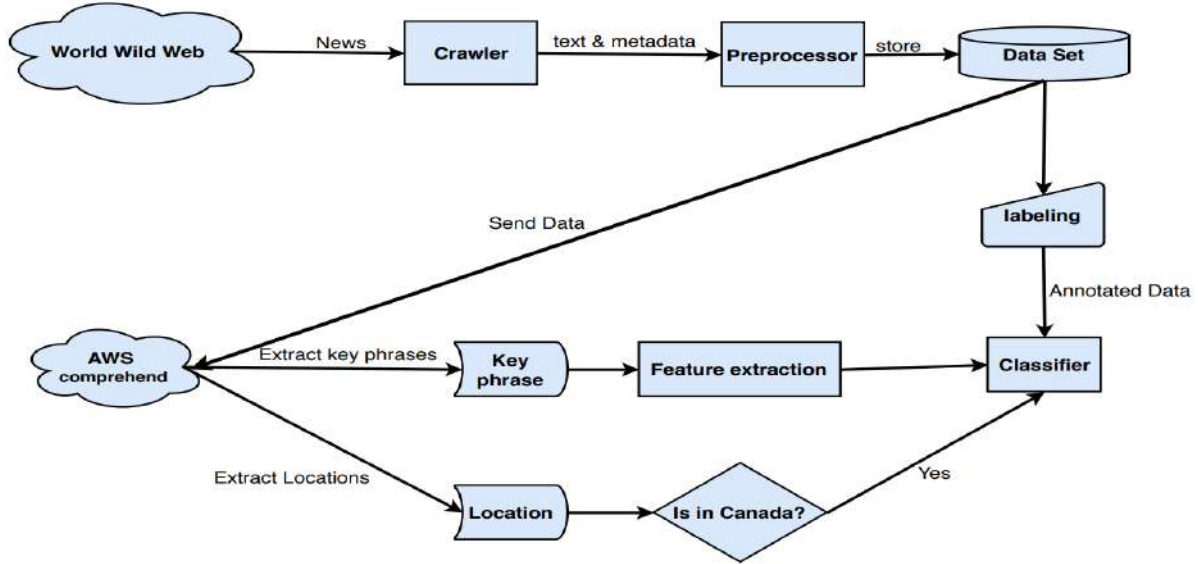 World Wild Web
News
Crawler
text & metadata
Preprocessor
store
Data Set
Send Data
labeling
Annotated Data
AWS
comprehend
Extract key phrases
Key
phrase
Feature extraction
Classifier
Extract Locations
Location
Is in Canada?
Yes